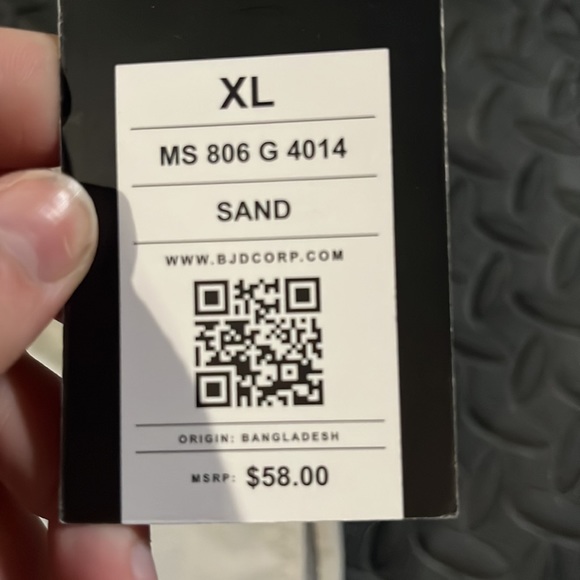 XL
MS 806 G 4014
SAND
WWW.BJDCORP.COM
ORIGIN: BANGLADESH
MSRP: $58.00